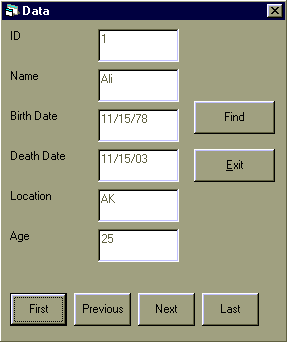 Data
ID 1
Name Ali
Birth Date 11/15/78
Find
Death Date 11/15/03
Exit
Location AK
Age 25
First Previous Next Last